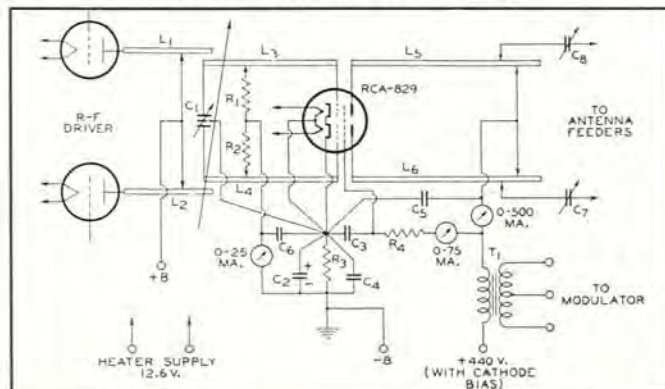 L1
L3
L5
C8
RCA-829
R-F
DRIVER
C1
R1
R2
TO
ANTENNA
FEEDERS
L2
L4
L6
C7
C5
0-500
MA.
+B
0-25
MA.
C6
C3
R4
0-75
MA.
C2
+
-
R3
C4
T1
TO
MODULATOR
HEATER SUPPLY
12.6 V.
-B
+440 V.
(WITH CATHODE
BIAS)